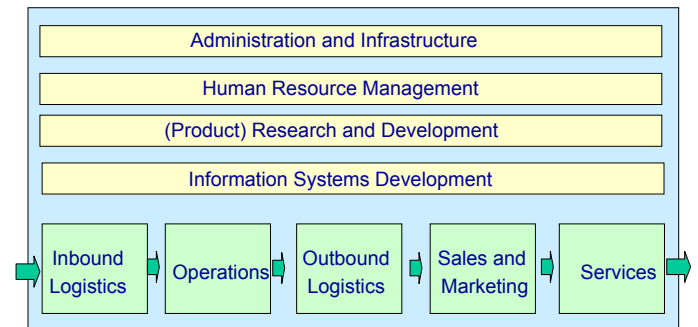 Administration and Infrastructure
Human Resource Management
(Product) Research and Development
Information Systems Development
Inbound
Logistics
Operations
Outbound
Logistics
Sales and
Marketing
Services